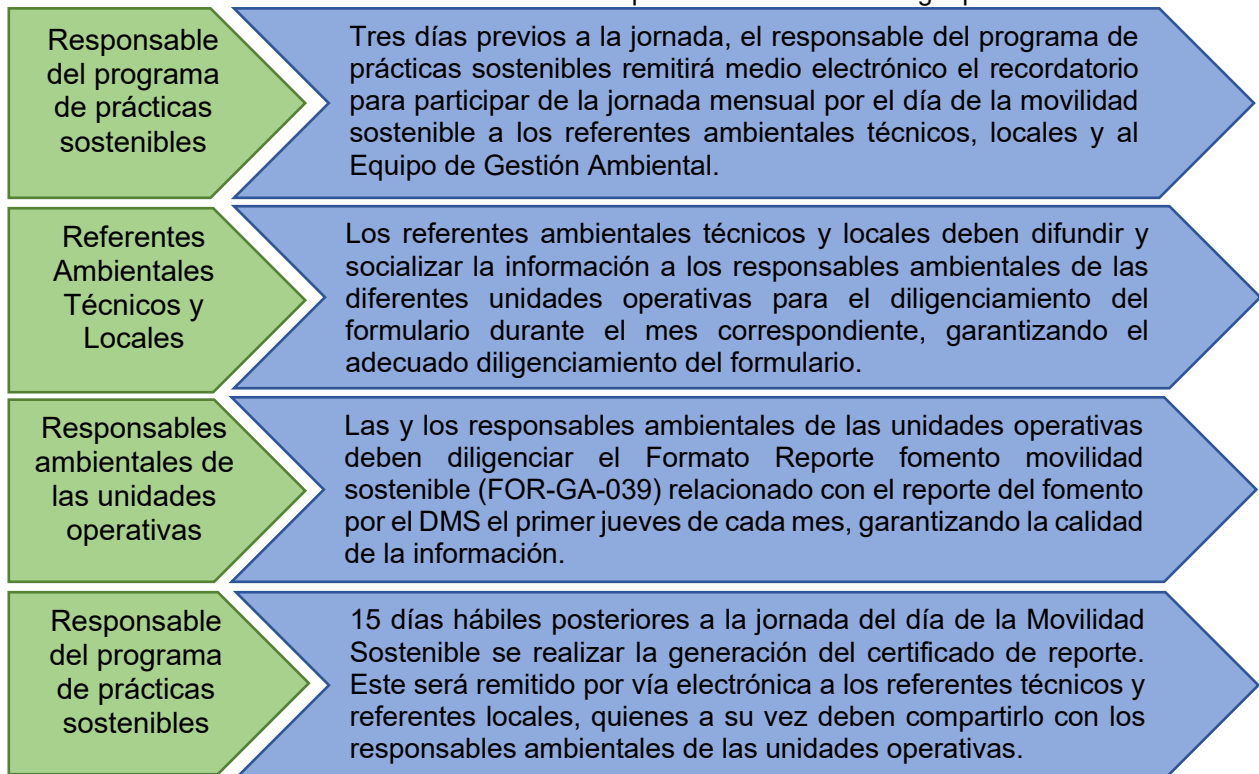 Responsable
del programa
de prácticas
sostenibles
Tres días previos a la jornada, el responsable del programa de
prácticas sostenibles remitirá medio electrónico el recordatorio
para participar de la jornada mensual por el día de la movilidad
sostenible a los referentes ambientales técnicos, locales y al
Equipo de Gestión Ambiental.
Referentes
Ambientales
Técnicos y
Locales
Los referentes ambientales técnicos y locales deben difundir y
socializar la información a los responsables ambientales de las
diferentes unidades operativas para el diligenciamiento del
formulario durante el mes correspondiente, garantizando el
adecuado diligenciamiento del formulario.
Responsables
ambientales de
las unidades
operativas
Las y los responsables ambientales de las unidades operativas
deben diligenciar el Formato Reporte fomento movilidad
sostenible (FOR-GA-039) relacionado con el reporte del fomento
por el DMS el primer jueves de cada mes, garantizando la calidad
de la información.
Responsable
del programa
de prácticas
sostenibles
15 días hábiles posteriores a la jornada del día de la Movilidad
Sostenible se realizar la generación del certificado de reporte.
Este será remitido por vía electrónica a los referentes técnicos y
referentes locales, quienes a su vez deben compartirlo con los
responsables ambientales de las unidades operativas.